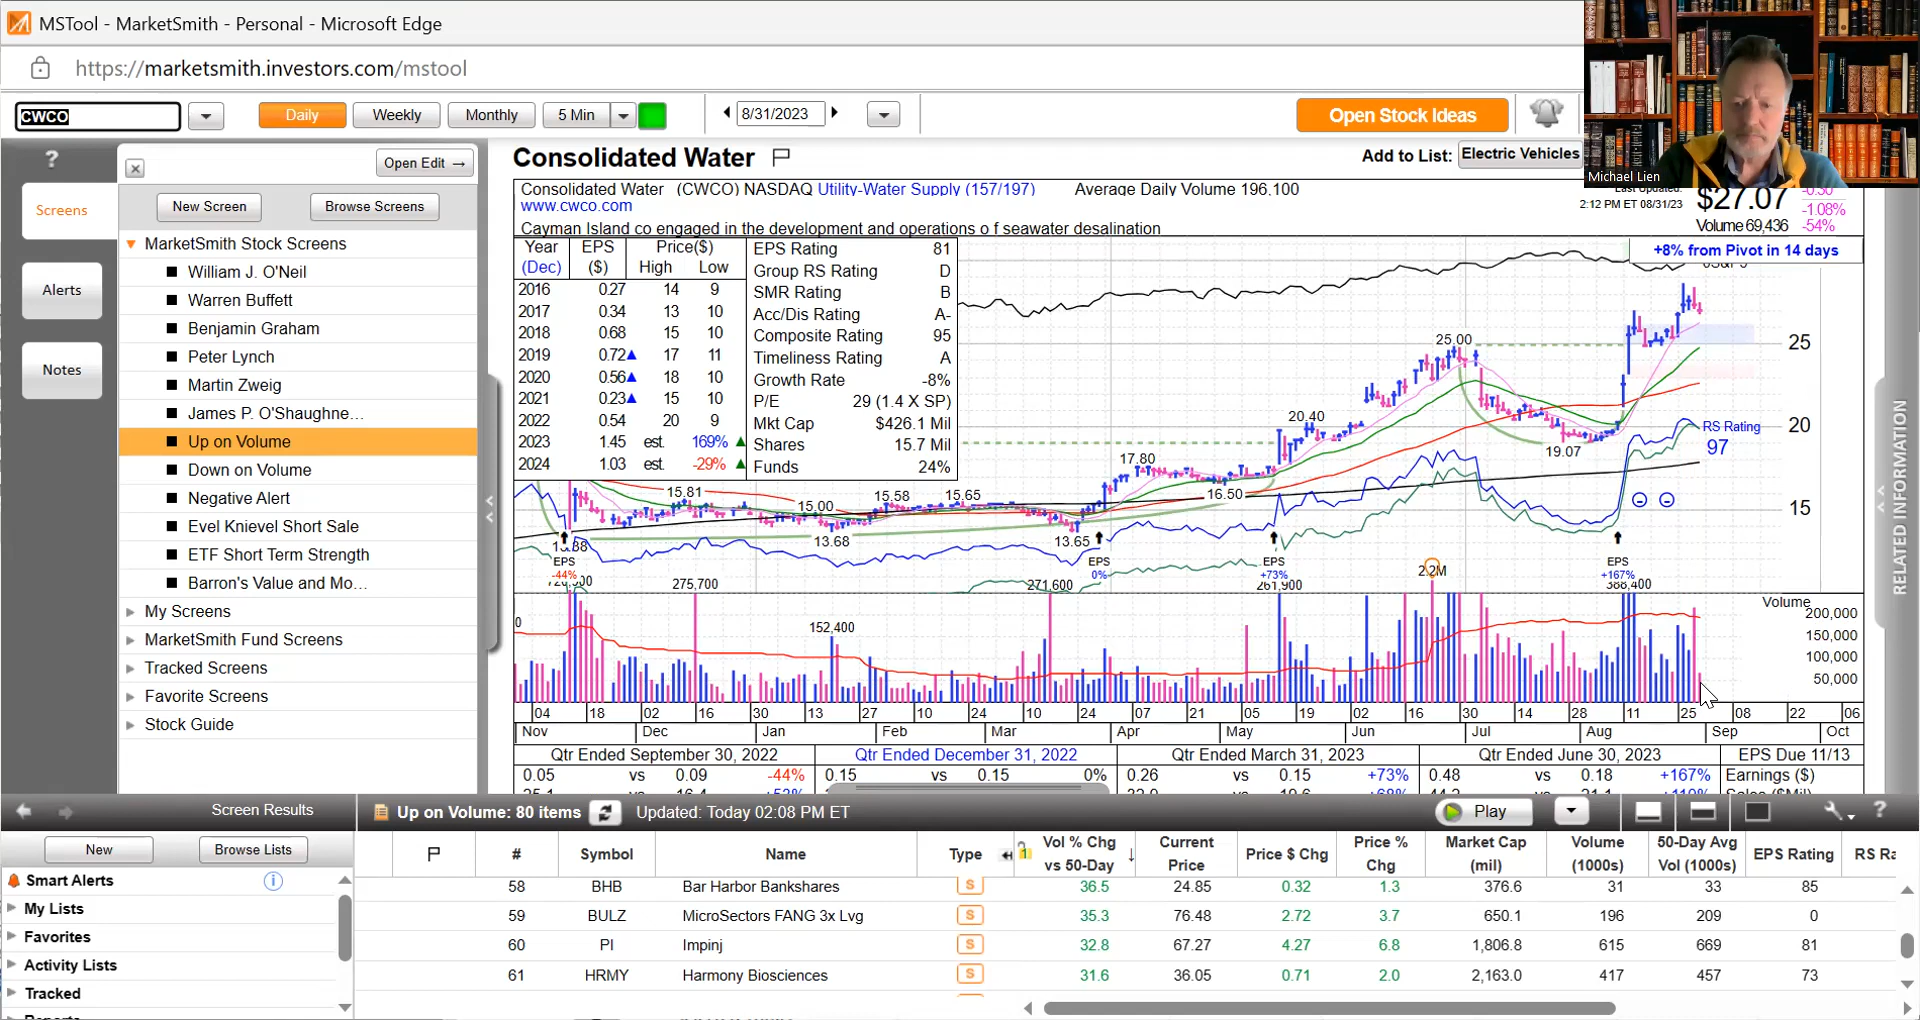 MSTool - MarketSmith - Personal - Microsoft Edge
https://marketsmith.investors.com/mstool
CWCO Daily Weekly Monthly 5 Min 8/31/2023 Open Stock Ideas
Michael Lien
? Open Edit →
Screens
Alerts
Notes
New Screen Browse Screens
MarketSmith Stock Screens
William J. O'Neil
Warren Buffett
Benjamin Graham
Peter Lynch
Martin Zweig
James P. O'Shaughne…
Up on Volume
Down on Volume
Negative Alert
Evel Knievel Short Sale
ETF Short Term Strength
Barron's Value and Mo…
My Screens
MarketSmith Fund Screens
Tracked Screens
Favorite Screens
Stock Guide
Consolidated Water Add to List: Electric Vehicles
Consolidated Water (CWCO) NASDAQ Utility-Water Supply (157/197) Average Daily Volume 196,100
www.cwco.com
Cayman Island co engaged in the development and operations o f seawater desalination
Last Updated:
2:12 PM ET 08/31/23
$27.07 -0.30
-1.08%
Volume 69,436 -54%
+8% from Pivot in 14 days
Year EPS Price($)
(Dec) ($) High Low
2016 0.27 14 9
2017 0.34 13 10
2018 0.68 15 10
2019 0.72 17 11
2020 0.56 18 10
2021 0.23 15 10
2022 0.54 20 9
2023 1.45 est. 169%
2024 1.03 est. -29%
EPS Rating 81
Group RS Rating D
SMR Rating B
Acc/Dis Rating A-
Composite Rating 95
Timeliness Rating A
Growth Rate -8%
P/E 29 (1.4 X SP)
Mkt Cap $426.1 Mil
Shares 15.7 Mil
Funds 24%
25.00
25
20.40
20
RS Rating
97
19.07
17.80
16.50
15.81 15.00 15.58 15.65
15
13.68 13.65
EPS EPS EPS EPS
-44% 0% +73% +167%
275,700 271,600 261,900 2.2M 388,400
Volume
0 152,400
200,000
150,000
100,000
50,000
04 18 02 16 30 13 27 10 24 10 24 07 21 05 19 02 16 30 14 28 11 25 08 22 06
Nov Dec Jan Feb Mar Apr May Jun Jul Aug Sep Oct
Qtr Ended September 30, 2022 Qtr Ended December 31, 2022 Qtr Ended March 31, 2023 Qtr Ended June 30, 2023 EPS Due 11/13
0.05 vs 0.09 -44% 0.15 vs 0.15 0% 0.26 vs 0.15 +73% 0.48 vs 0.18 +167% Earnings ($)
RELATED INFORMATION
Screen Results
New Browse Lists
Smart Alerts
My Lists
Favorites
Activity Lists
Tracked
Up on Volume: 80 items Updated: Today 02:08 PM ET Play ?
# Symbol Name Type Vol % Chg vs 50-Day Current Price Price $ Chg Price % Chg Market Cap (mil) Volume (1000s) 50-Day Avg Vol (1000s) EPS Rating RS Ra
58 BHB Bar Harbor Bankshares S 36.5 24.85 0.32 1.3 376.6 31 33 85
59 BULZ MicroSectors FANG 3x Lvg S 35.3 76.48 2.72 3.7 650.1 196 209 0
60 PI Impinj S 32.8 67.27 4.27 6.8 1,806.8 615 669 81
61 HRMY Harmony Biosciences S 31.6 36.05 0.71 2.0 2,163.0 417 457 73